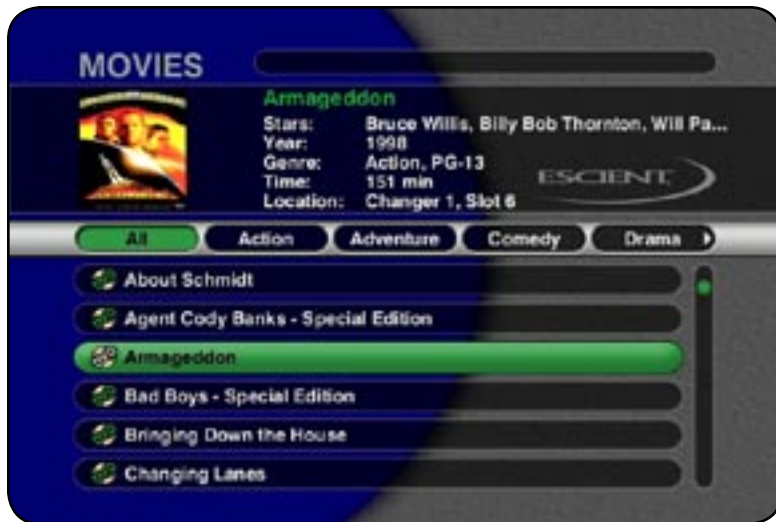 MOVIES
Armageddon
Stars: Bruce Willis, Billy Bob Thornton, Will Pa...
Year: 1998
Genre: Action, PG-13
Time: 151 min
Location: Changer 1, Slot 6
ESCIENT
All Action Adventure Comedy Drama
About Schmidt
Agent Cody Banks - Special Edition
Armageddon
Bad Boys - Special Edition
Bringing Down the House
Changing Lanes